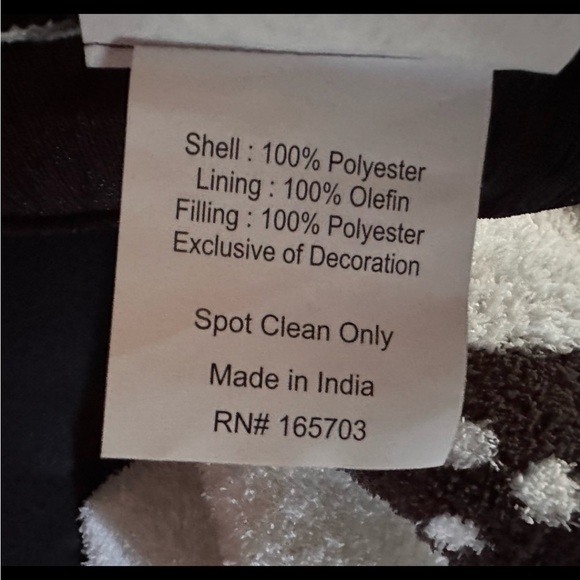 Shell : 100% Polyester
Lining : 100% Olefin
Filling : 100% Polyester
Exclusive of Decoration
Spot Clean Only
Made in India
RN# 165703